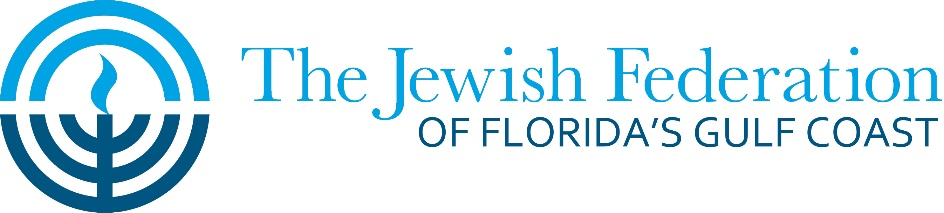 The Jewish Federation
OF FLORIDA'S GULF COAST